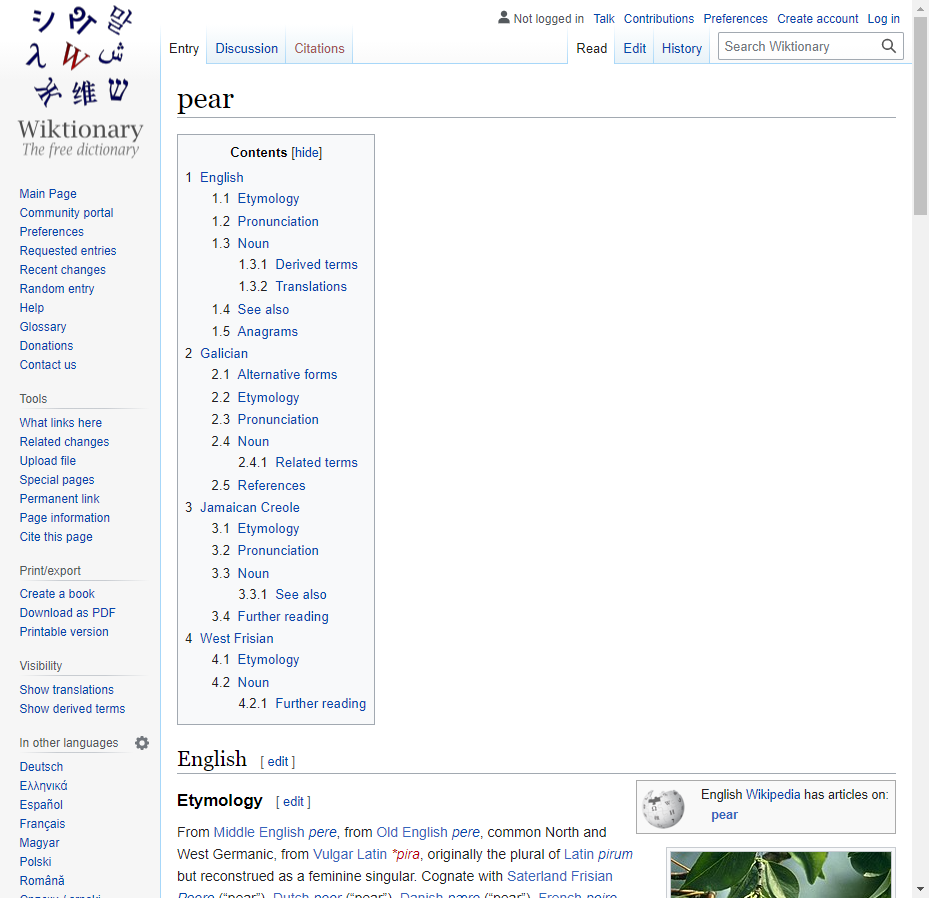 Not logged in Talk Contributions Preferences Create account Log in
Entry Discussion Citations Read Edit History Search Wiktionary
シ 말
ש 维
W
Wiktionary
The free dictionary
Main Page
Community portal
Preferences
Requested entries
Recent changes
Random entry
Help
Glossary
Donations
Contact us
Tools
What links here
Related changes
Upload file
Special pages
Permanent link
Page information
Cite this page
Print/export
Create a book
Download as PDF
Printable version
Visibility
Show translations
Show derived terms
In other languages
Deutsch
Ελληνικά
Español
Français
Magyar
Polski
Română
pear
Contents [hide]
1 English
1.1 Etymology
1.2 Pronunciation
1.3 Noun
1.3.1 Derived terms
1.3.2 Translations
1.4 See also
1.5 Anagrams
2 Galician
2.1 Alternative forms
2.2 Etymology
2.3 Pronunciation
2.4 Noun
2.4.1 Related terms
2.5 References
3 Jamaican Creole
3.1 Etymology
3.2 Pronunciation
3.3 Noun
3.3.1 See also
3.4 Further reading
4 West Frisian
4.1 Etymology
4.2 Noun
4.2.1 Further reading
English [ edit ]
English Wikipedia has articles on:
pear
Etymology [ edit ]
From Middle English pere, from Old English pere, common North and
West Germanic, from Vulgar Latin *pira, originally the plural of Latin pirum
but reconstrued as a feminine singular. Cognate with Saterland Frisian